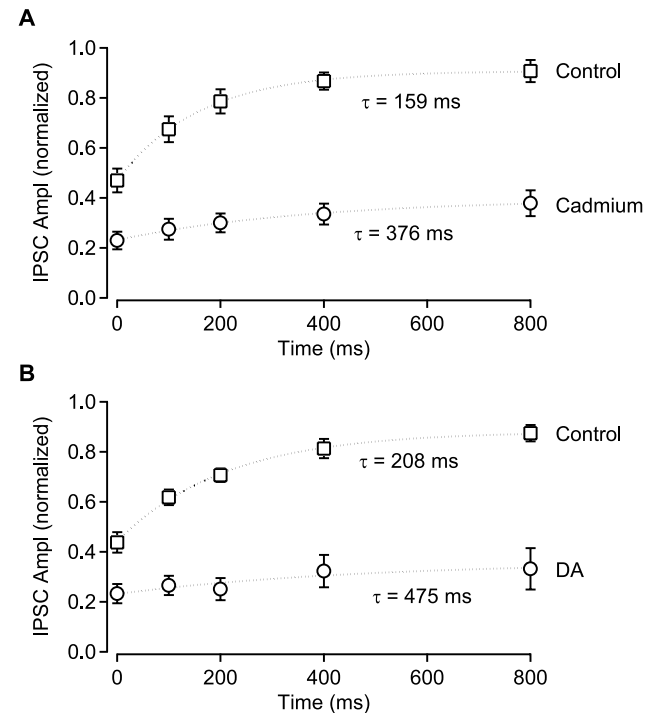 A
IPSC Ampl (normalized)
1.0
0.8
0.6
0.4
0.2
0.0
Control
τ = 159 ms
Cadmium
τ = 376 ms
0 200 400 600 800
Time (ms)
B
IPSC Ampl (normalized)
1.0
0.8
0.6
0.4
0.2
0.0
Control
τ = 208 ms
DA
τ = 475 ms
0 200 400 600 800
Time (ms)